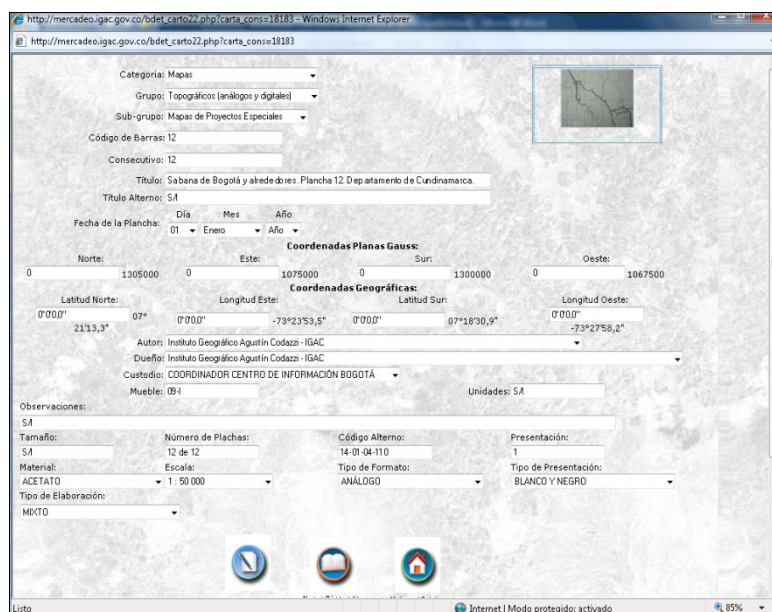 http://mercadeo.igac.gov.co/bdet_carto22.php?carta_cons=18183 - Windows Internet Explorer
http://mercadeo.igac.gov.co/bdet_carto22.php?carta_cons=18183
Categoria: Mapas
Grupo: Topográficos (análogos y digitales)
Sub-grupo: Mapas de Proyectos Especiales
Código de Barras: 12
Consecutivo: 12
Título: Sabana de Bogotá y alrededores. Plancha 12. Departamento de Cundinamarca.
Título Alterno: S/I
Día Mes Año
Fecha de la Plancha: 01 Enero Año
Coordenadas Planas Gauss:
Norte: Este: Sur: Oeste:
0 1305000 0 1075000 0 1300000 0 1067500
Coordenadas Geográficas:
Latitud Norte: Longitud Este: Latitud Sur: Longitud Oeste:
0°0'0,0" 07° 0°0'0,0" -73°23'53,5" 0°0'0,0" 07°18'30,9" 0°0'0,0"
21'13,3" -73°27'58,2"
Autor: Instituto Geográfico Agustín Codazzi - IGAC
Dueño: Instituto Geográfico Agustín Codazzi - IGAC
Custodio: COORDINADOR CENTRO DE INFORMACIÓN BOGOTÁ
Mueble: 09-I Unidades: S/I
Observaciones:
S/I
Tamaño: Número de Plachas: Código Alterno: Presentación:
S/I 12 de 12 14-01-04-110 1
Material: Escala: Tipo de Formato: Tipo de Presentación:
ACETATO 1 : 50 000 ANÁLOGO BLANCO Y NEGRO
Tipo de Elaboración:
MIXTO
Listo Internet | Modo protegido: activado 85%